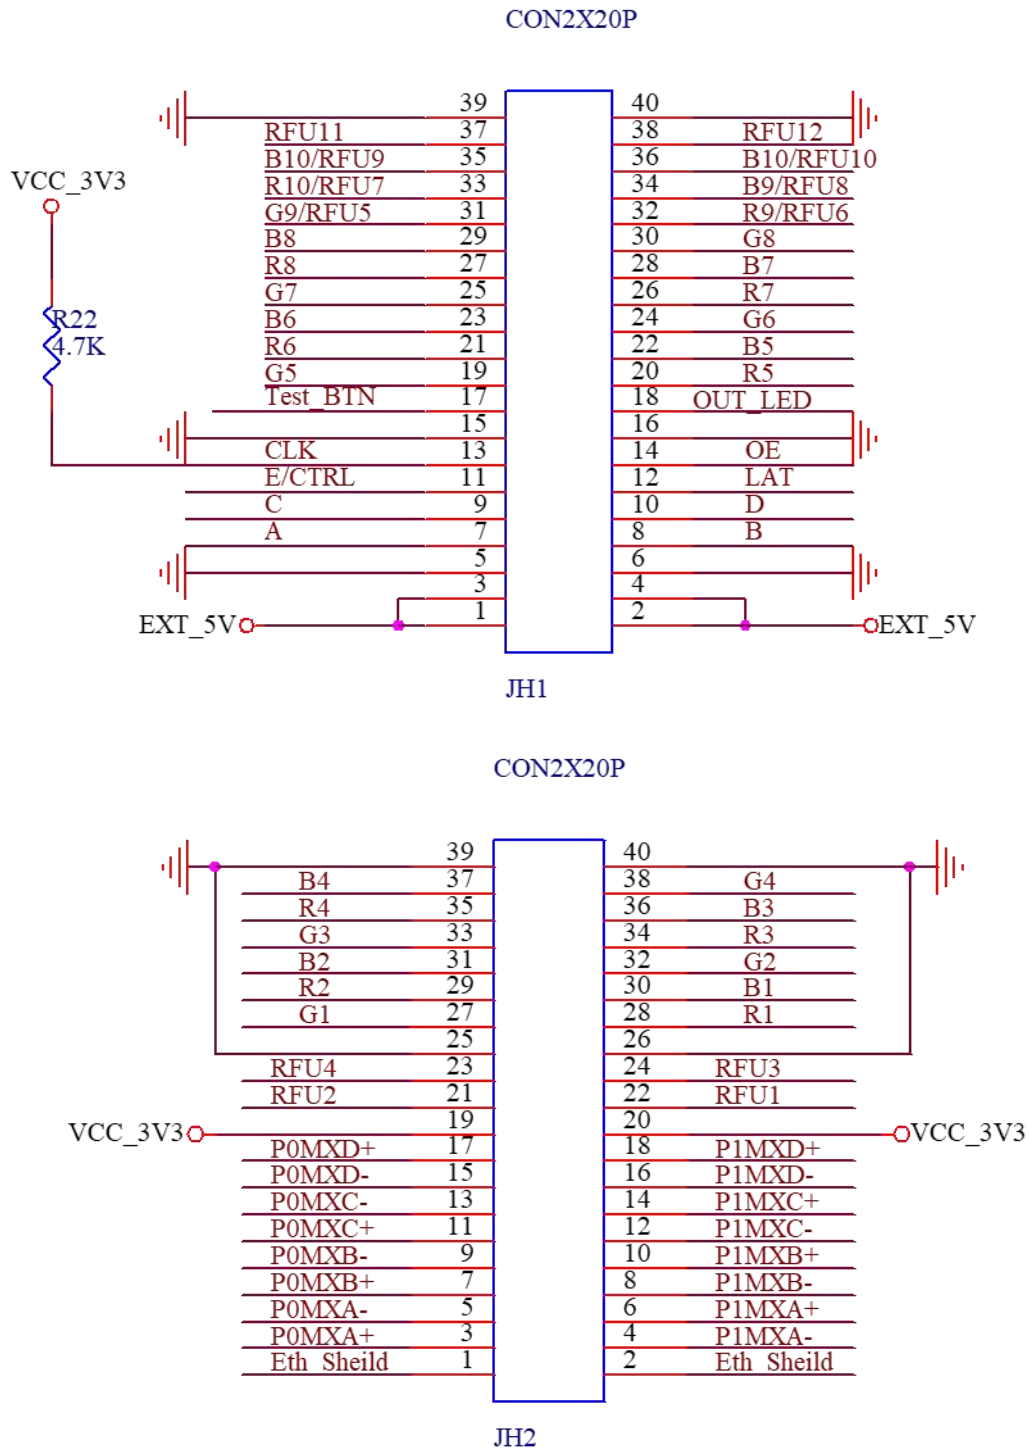 CON2X20P
39 40
RFU11 37 38 RFU12
B10/RFU9 35 36 B10/RFU10
VCC_3V3 R10/RFU7 33 34 B9/RFU8
G9/RFU5 31 32 R9/RFU6
B8 29 30 G8
R8 27 28 B7
G7 25 26 R7
R22 B6 23 24 G6
4.7K R6 21 22 B5
G5 19 20 R5
Test_BTN 17 18 OUT_LED
15 16
CLK 13 14 OE
E/CTRL 11 12 LAT
C 9 10 D
A 7 8 B
5 6
3 4
EXT_5V 1 2 EXT_5V
JH1
CON2X20P
39 40
B4 37 38 G4
R4 35 36 B3
G3 33 34 R3
B2 31 32 G2
R2 29 30 B1
G1 27 28 R1
25 26
RFU4 23 24 RFU3
RFU2 21 22 RFU1
VCC_3V3 19 20 VCC_3V3
P0MXD+ 17 18 P1MXD+
P0MXD- 15 16 P1MXD-
P0MXC- 13 14 P1MXC+
P0MXC+ 11 12 P1MXC-
P0MXB- 9 10 P1MXB+
P0MXB+ 7 8 P1MXB-
P0MXA- 5 6 P1MXA+
P0MXA+ 3 4 P1MXA-
Eth_Sheild 1 2 Eth_Sheild
JH2